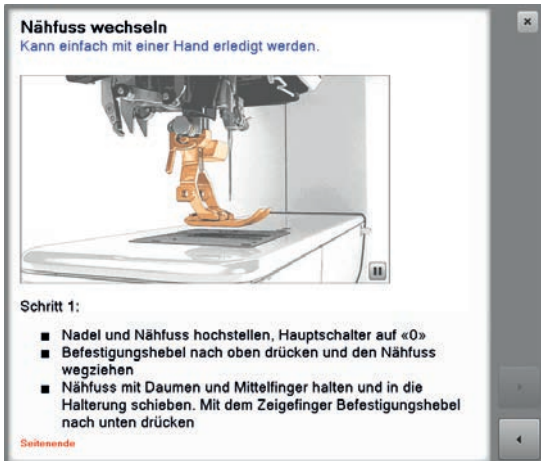 Nähfuss wechseln
Kann einfach mit einer Hand erledigt werden.
Schritt 1:
■ Nadel und Nähfuss hochstellen, Hauptschalter auf «0»
■ Befestigungshebel nach oben drücken und den Nähfuss
wegziehen
■ Nähfuss mit Daumen und Mittelfinger halten und in die
Halterung schieben. Mit dem Zeigefinger Befestigungshebel
nach unten drücken
Seitenende